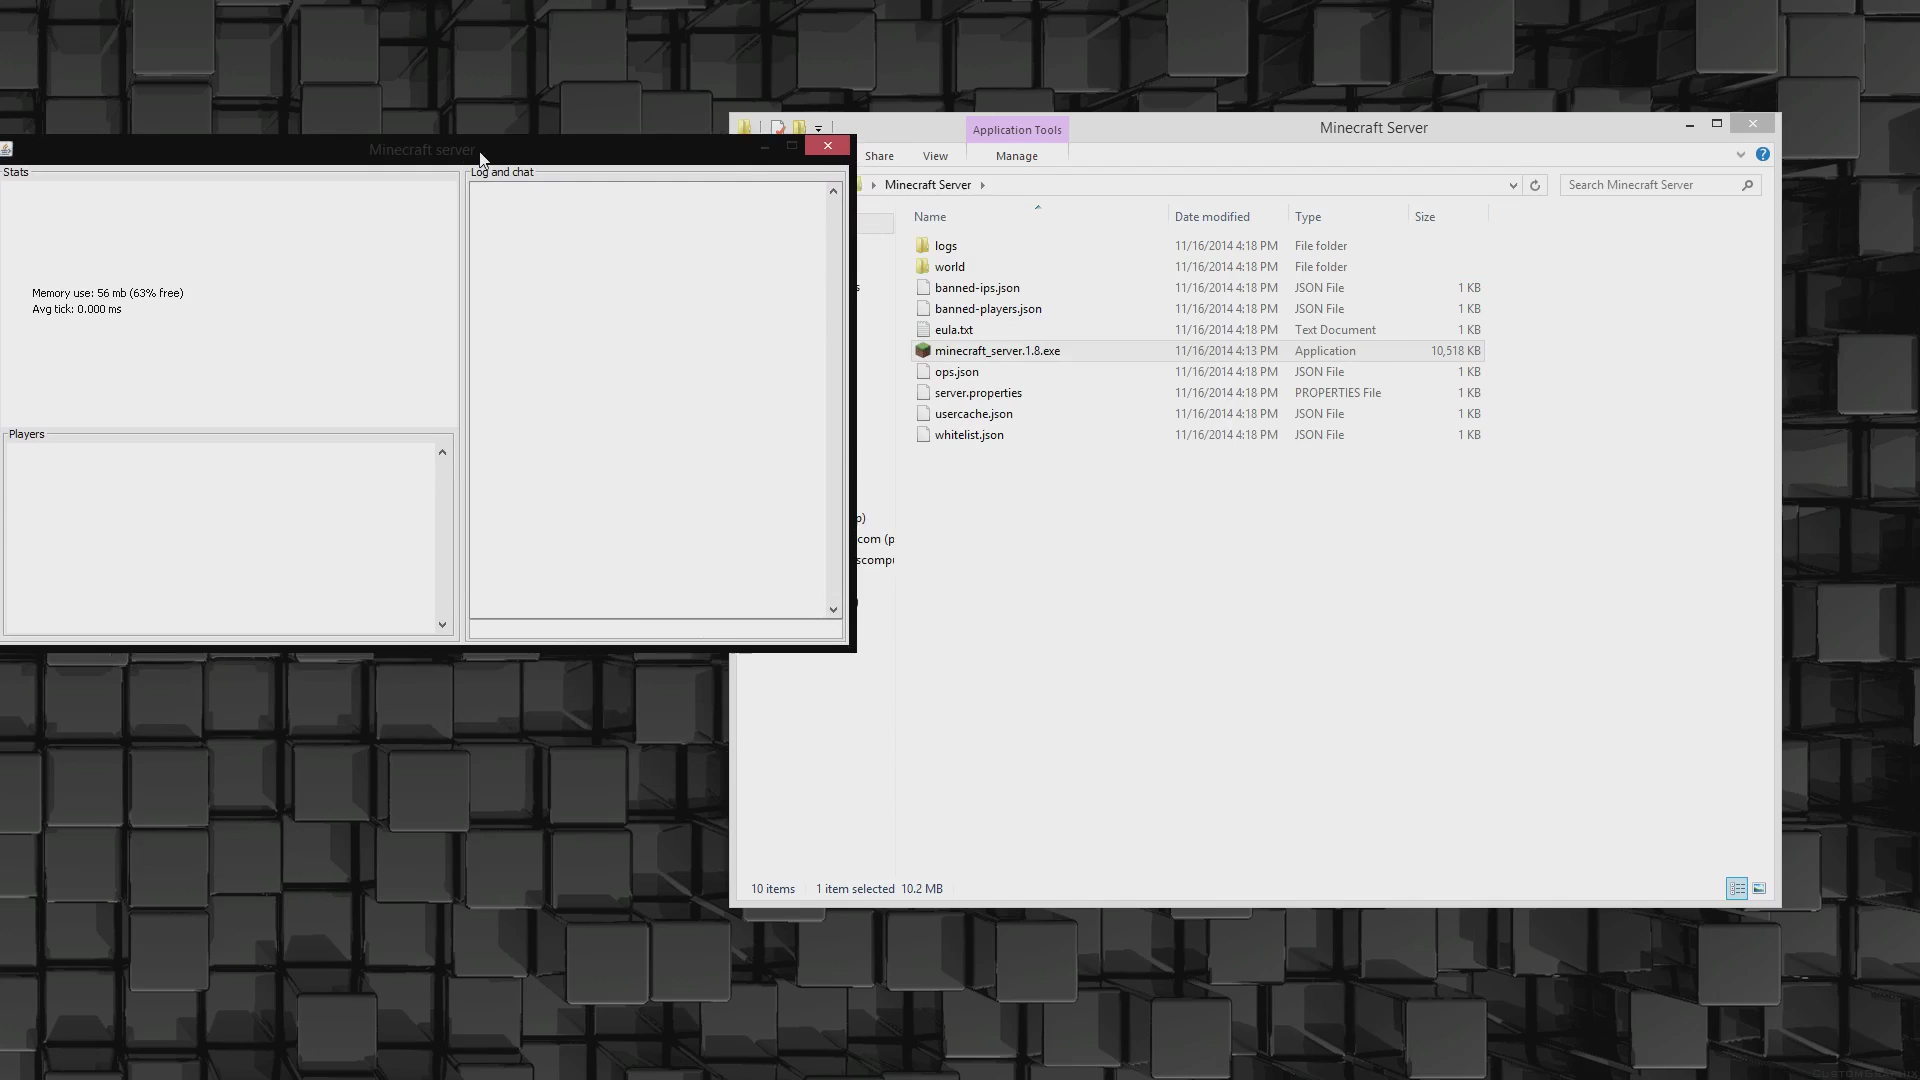 Minecraft server
Stats
Memory use: 56 mb (63% free)
Avg tick: 0.000 ms
Players
Log and chat
Application Tools
Minecraft Server
Share
View
Manage
Minecraft Server
Search Minecraft Server
Name
Date modified
Type
Size
logs 11/16/2014 4:18 PM File folder
world 11/16/2014 4:18 PM File folder
banned-ips.json 11/16/2014 4:18 PM JSON File 1 KB
banned-players.json 11/16/2014 4:18 PM JSON File 1 KB
eula.txt 11/16/2014 4:18 PM Text Document 1 KB
minecraft_server.1.8.exe 11/16/2014 4:13 PM Application 10,518 KB
ops.json 11/16/2014 4:18 PM JSON File 1 KB
server.properties 11/16/2014 4:18 PM PROPERTIES File 1 KB
usercache.json 11/16/2014 4:18 PM JSON File 1 KB
whitelist.json 11/16/2014 4:18 PM JSON File 1 KB
.com (p
scompu
10 items 1 item selected 10.2 MB